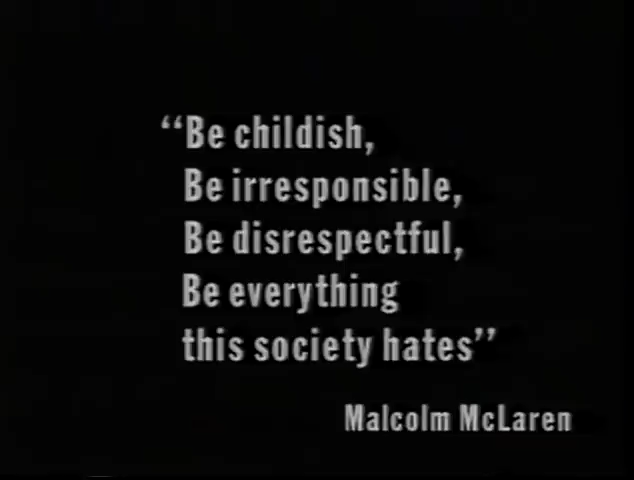 “Be childish,
Be irresponsible,
Be disrespectful,
Be everything
this society hates”
Malcolm McLaren